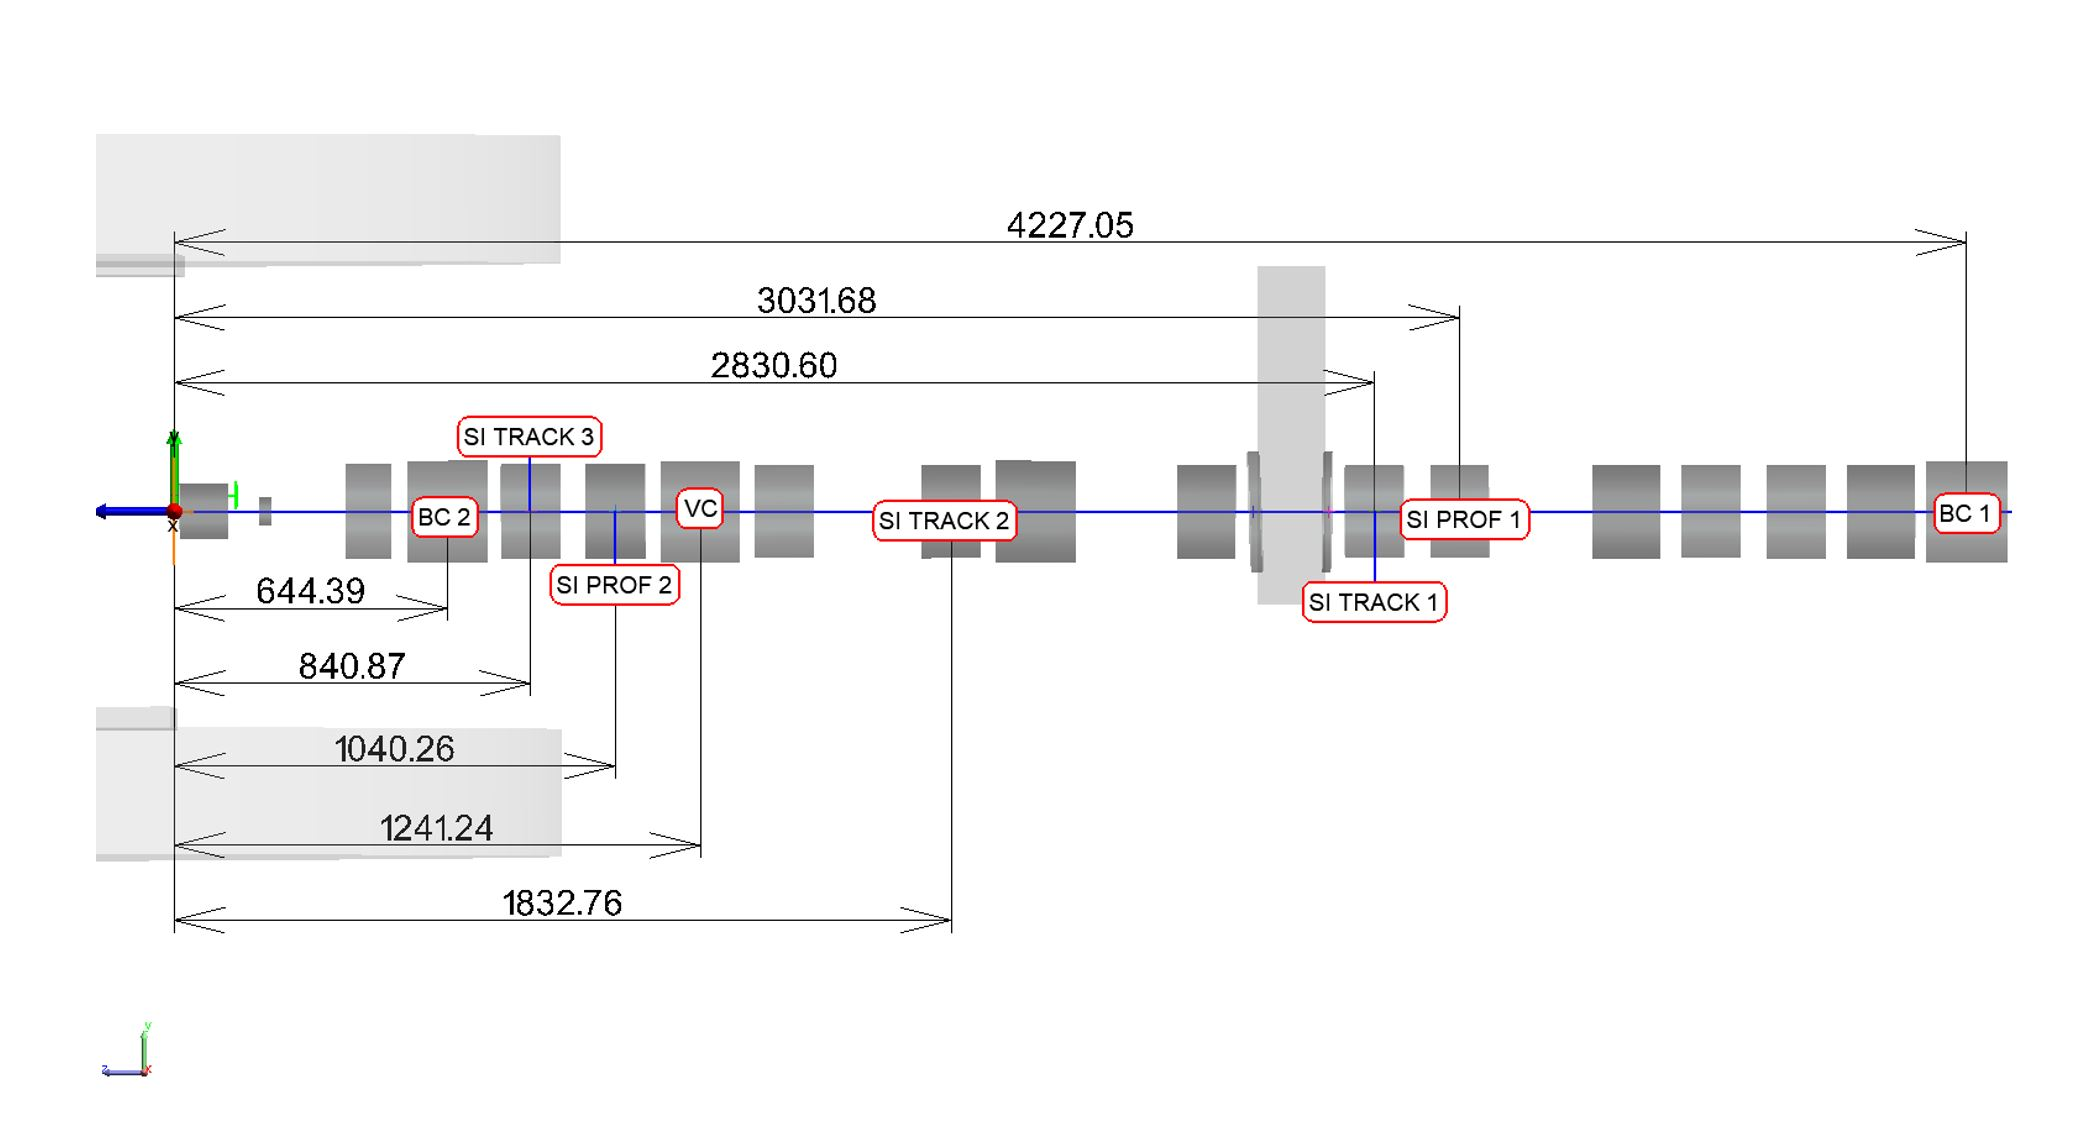 4227.05
3031.68
2830.60
Y
SI TRACK 3
BC 2
VC
SI TRACK 2
SI PROF 1
BC 1
X
SI PROF 2
SI TRACK 1
644.39
840.87
1040.26
1241.24
1832.76
y
z
x